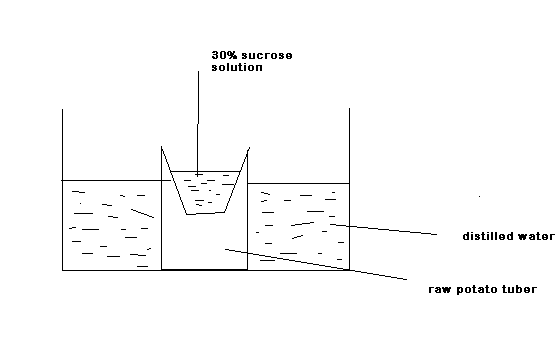 30% sucrose
solution
distilled water
raw potato tuber